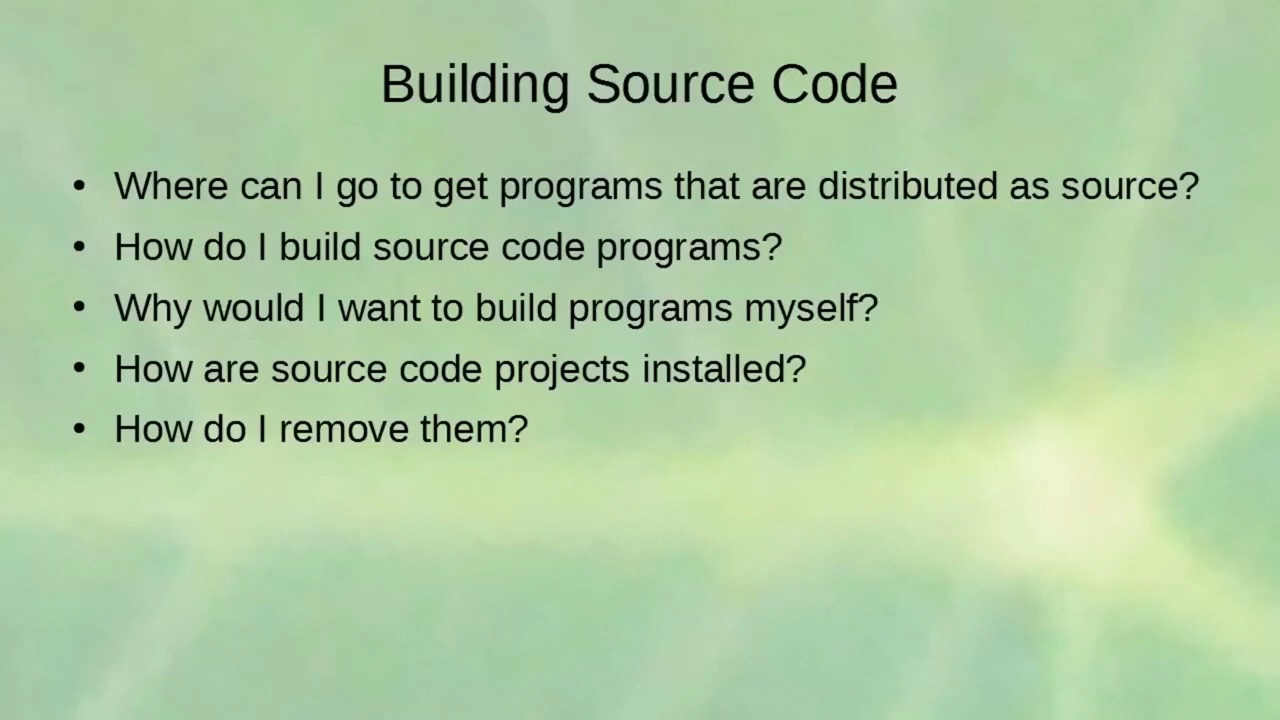 Building Source Code
• Where can I go to get programs that are distributed as source?
• How do I build source code programs?
• Why would I want to build programs myself?
• How are source code projects installed?
• How do I remove them?